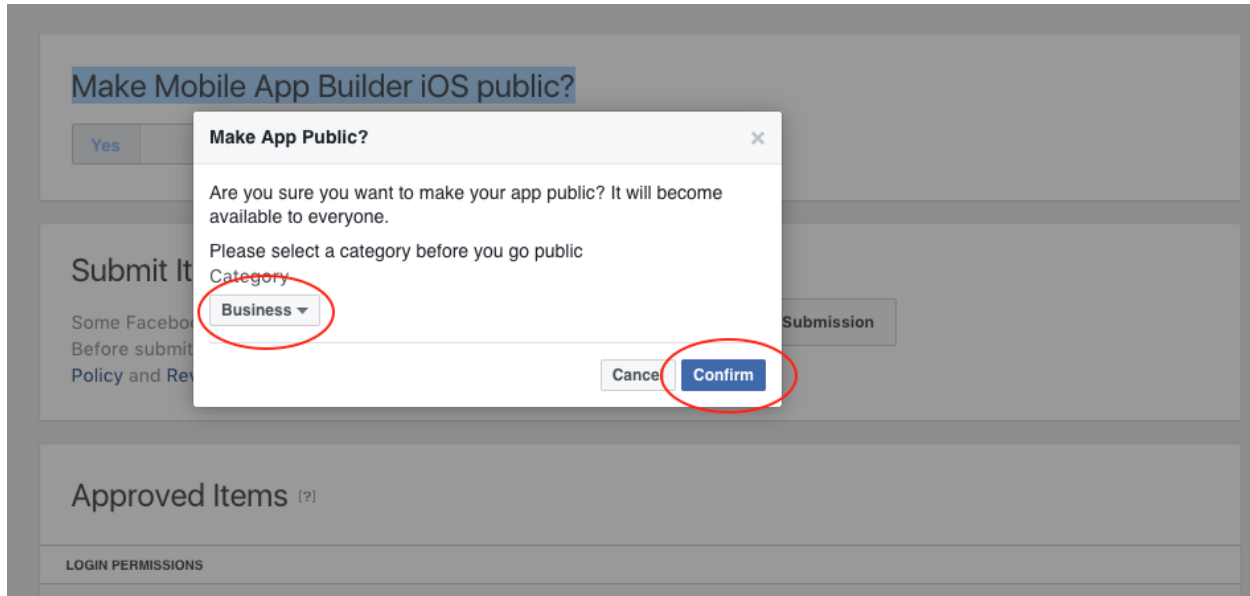 Make Mobile App Builder iOS public?
Yes
Make App Public?
×
Are you sure you want to make your app public? It will become
available to everyone.
Please select a category before you go public
Category
Business
Cancel
Confirm
Submit It
Some Facebo
Before submit
Policy and Rev
Submission
Approved Items [?]
LOGIN PERMISSIONS